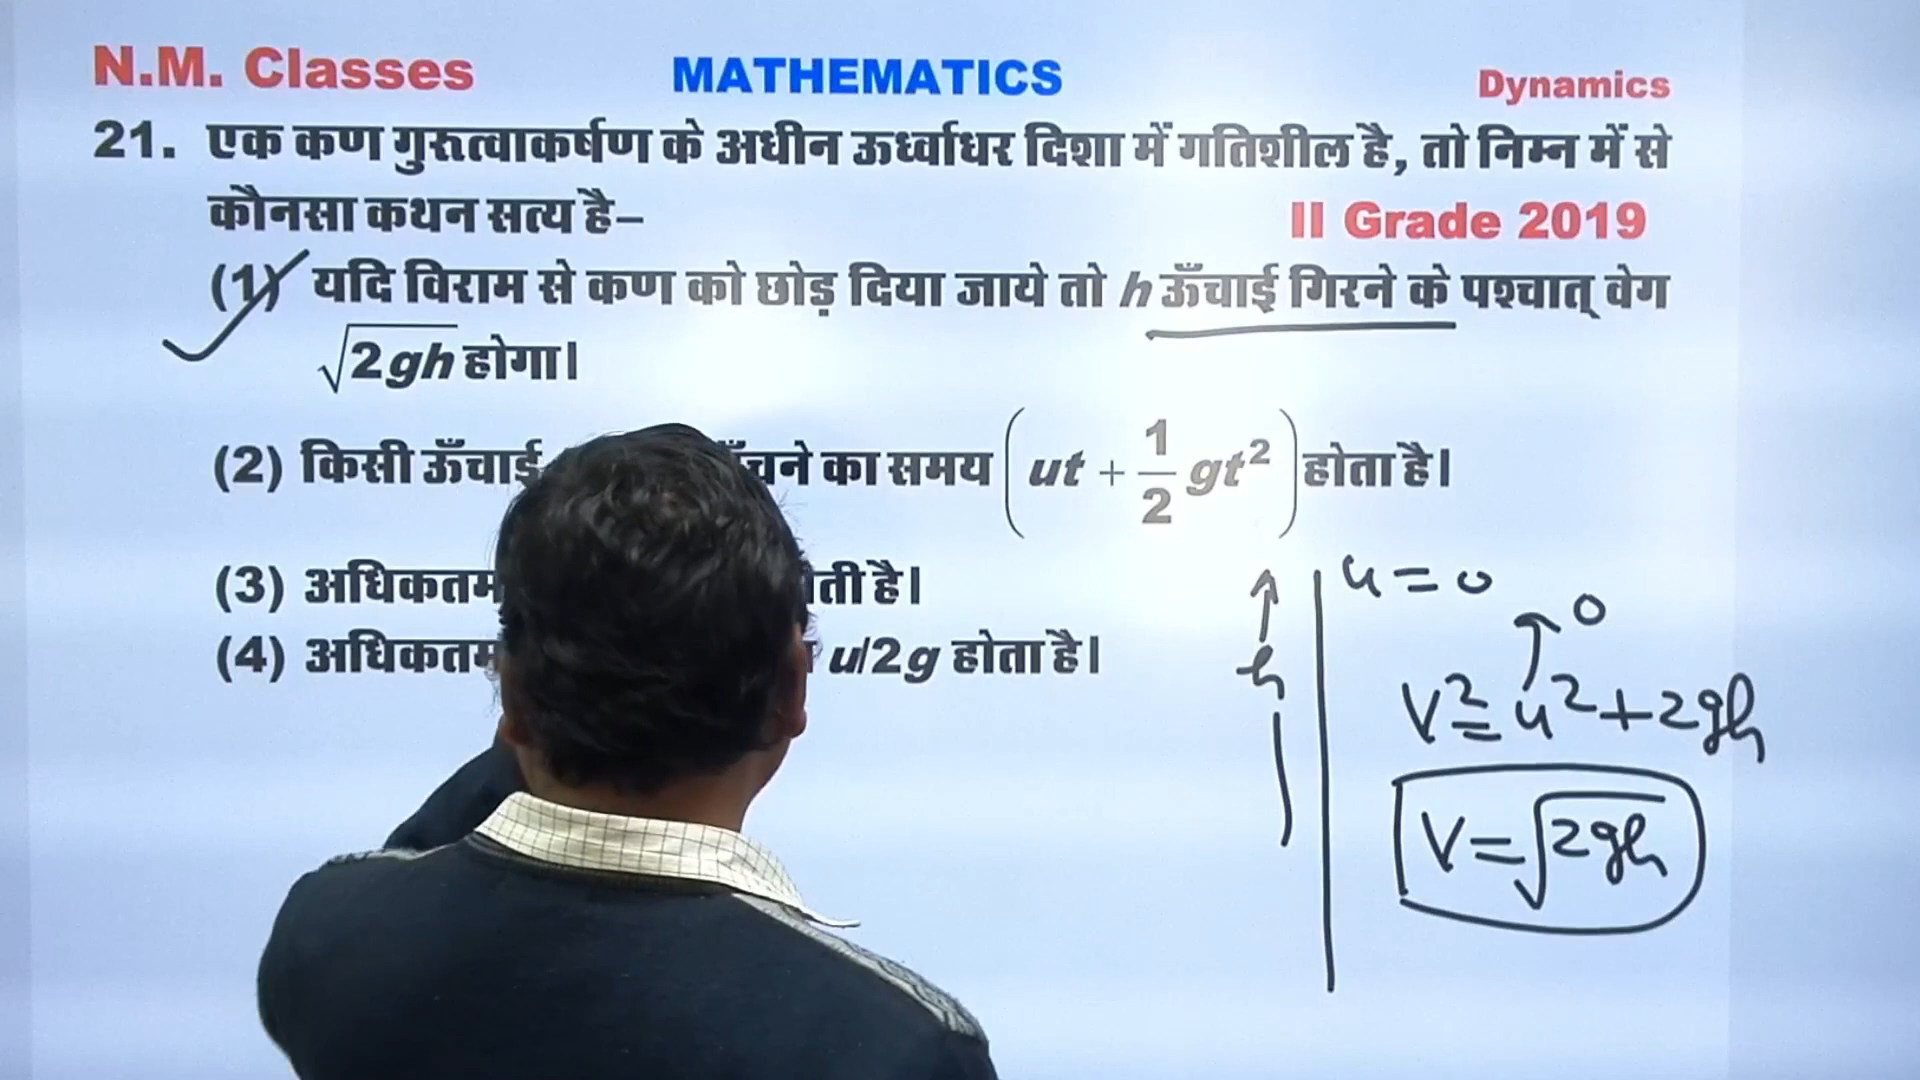 N.M. Classes MATHEMATICS Dynamics
21. एक कण गुरूत्वाकर्षण के अधीन ऊर्ध्वाधर दिशा में गतिशील है, तो निम्न में से
कौनसा कथन सत्य है– II Grade 2019
(1) यदि विराम से कण को छोड़ दिया जाये तो h ऊँचाई गिरने के पश्चात् वेग
√2gh होगा।
(2) किसी ऊँचाई का समय (ut + 1/2 gt²) होता है।
(3) अधिकतम है।
(4) अधिकतम u/2g होता है।
u = 0
0
h
v² = u² + 2gh
v = √2gh